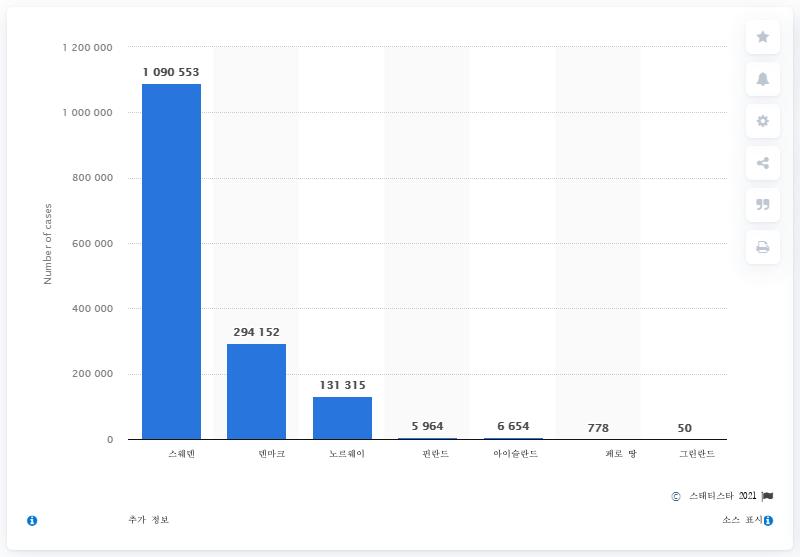 1 200 000
1 090 553
1 000 000
800 000
Number of cases
600 000
400 000
294 152
200 000
131 315
5 964
6 654
778
50
0
스웨덴
덴마크
노르웨이
핀란드
아이슬란드
페로 땅
그린란드
© 스태티스타 2021
추가 정보
소스 표시